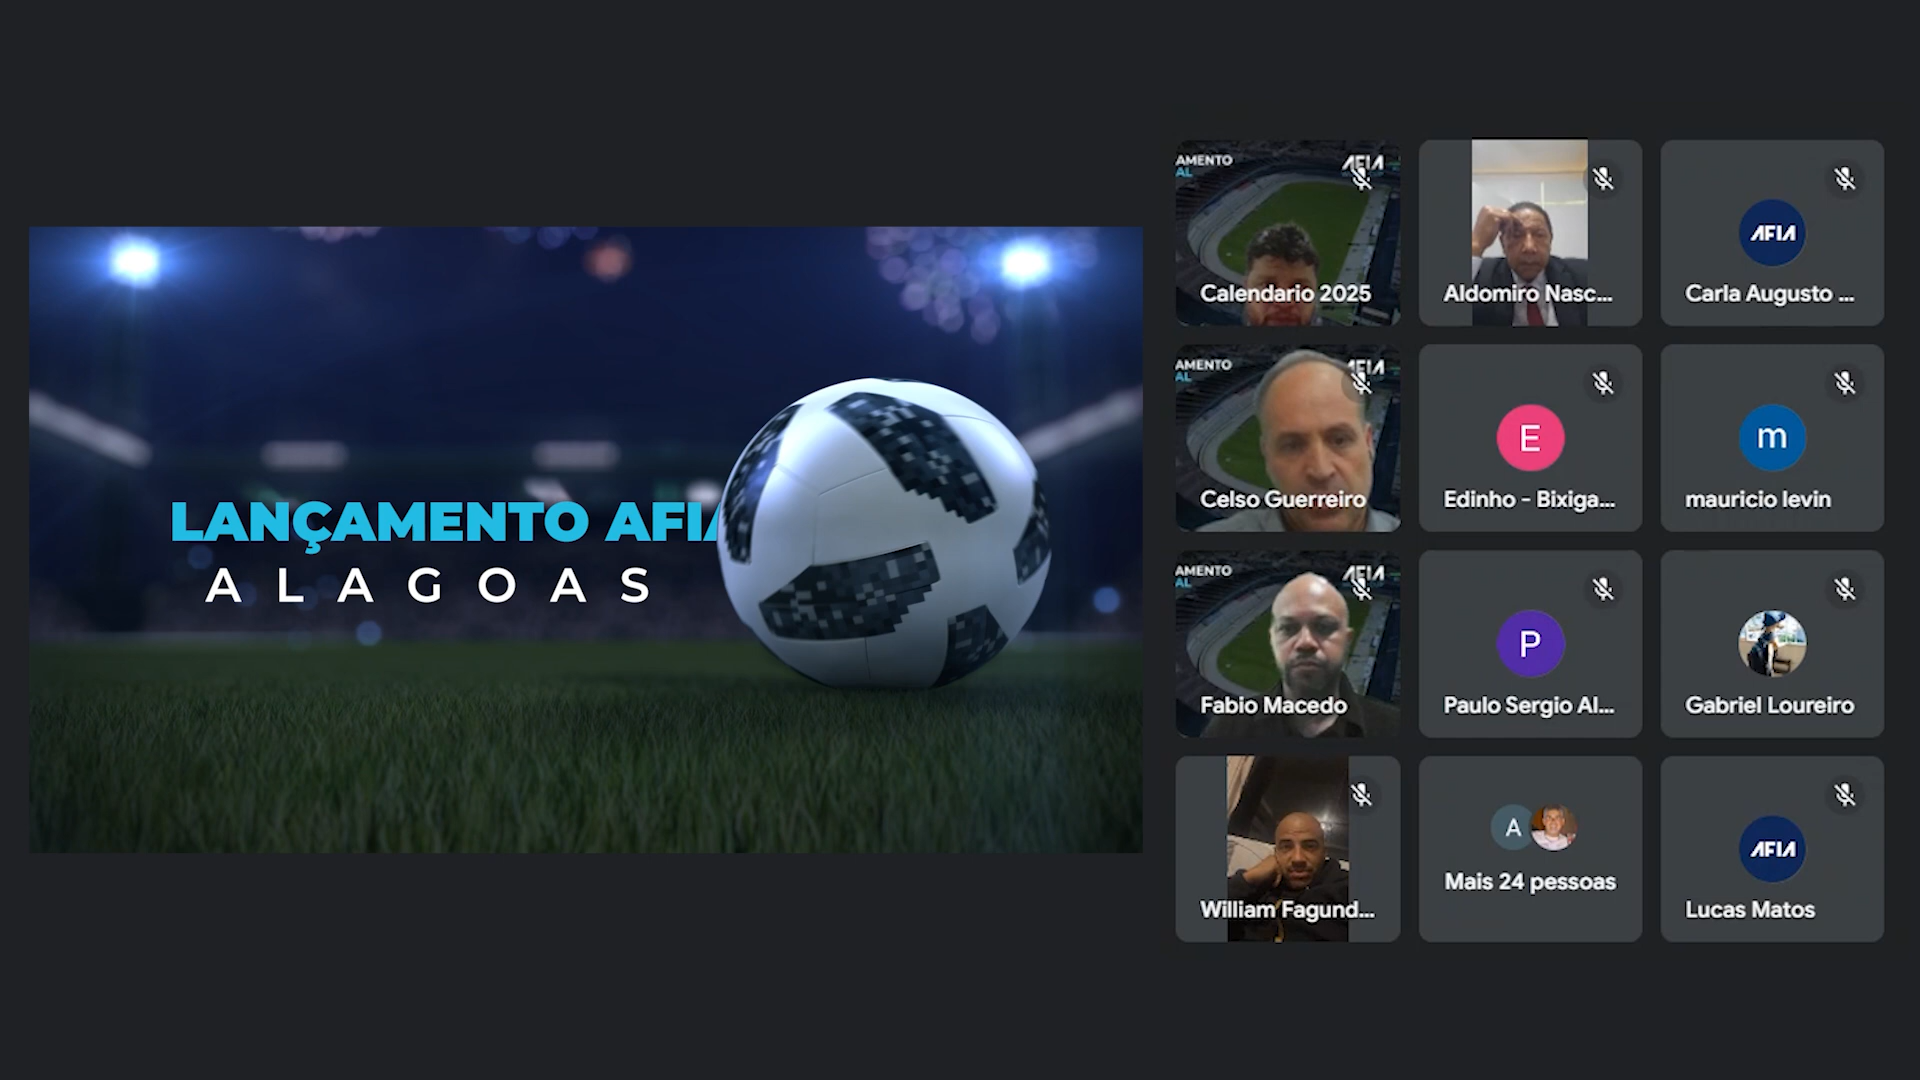 LANÇAMENTO AFIA
ALAGOAS
AMENTO
AL
AFIA
Calendario 2025
Aldomiro Nasc...
AFIA
Carla Augusto ...
AMENTO
AL
AFIA
Celso Guerreiro
E
Edinho - Bixiga...
m
mauricio levin
AMENTO
AL
AFIA
Fabio Macedo
P
Paulo Sergio Al...
Gabriel Loureiro
William Fagund...
A
Mais 24 pessoas
AFIA
Lucas Matos